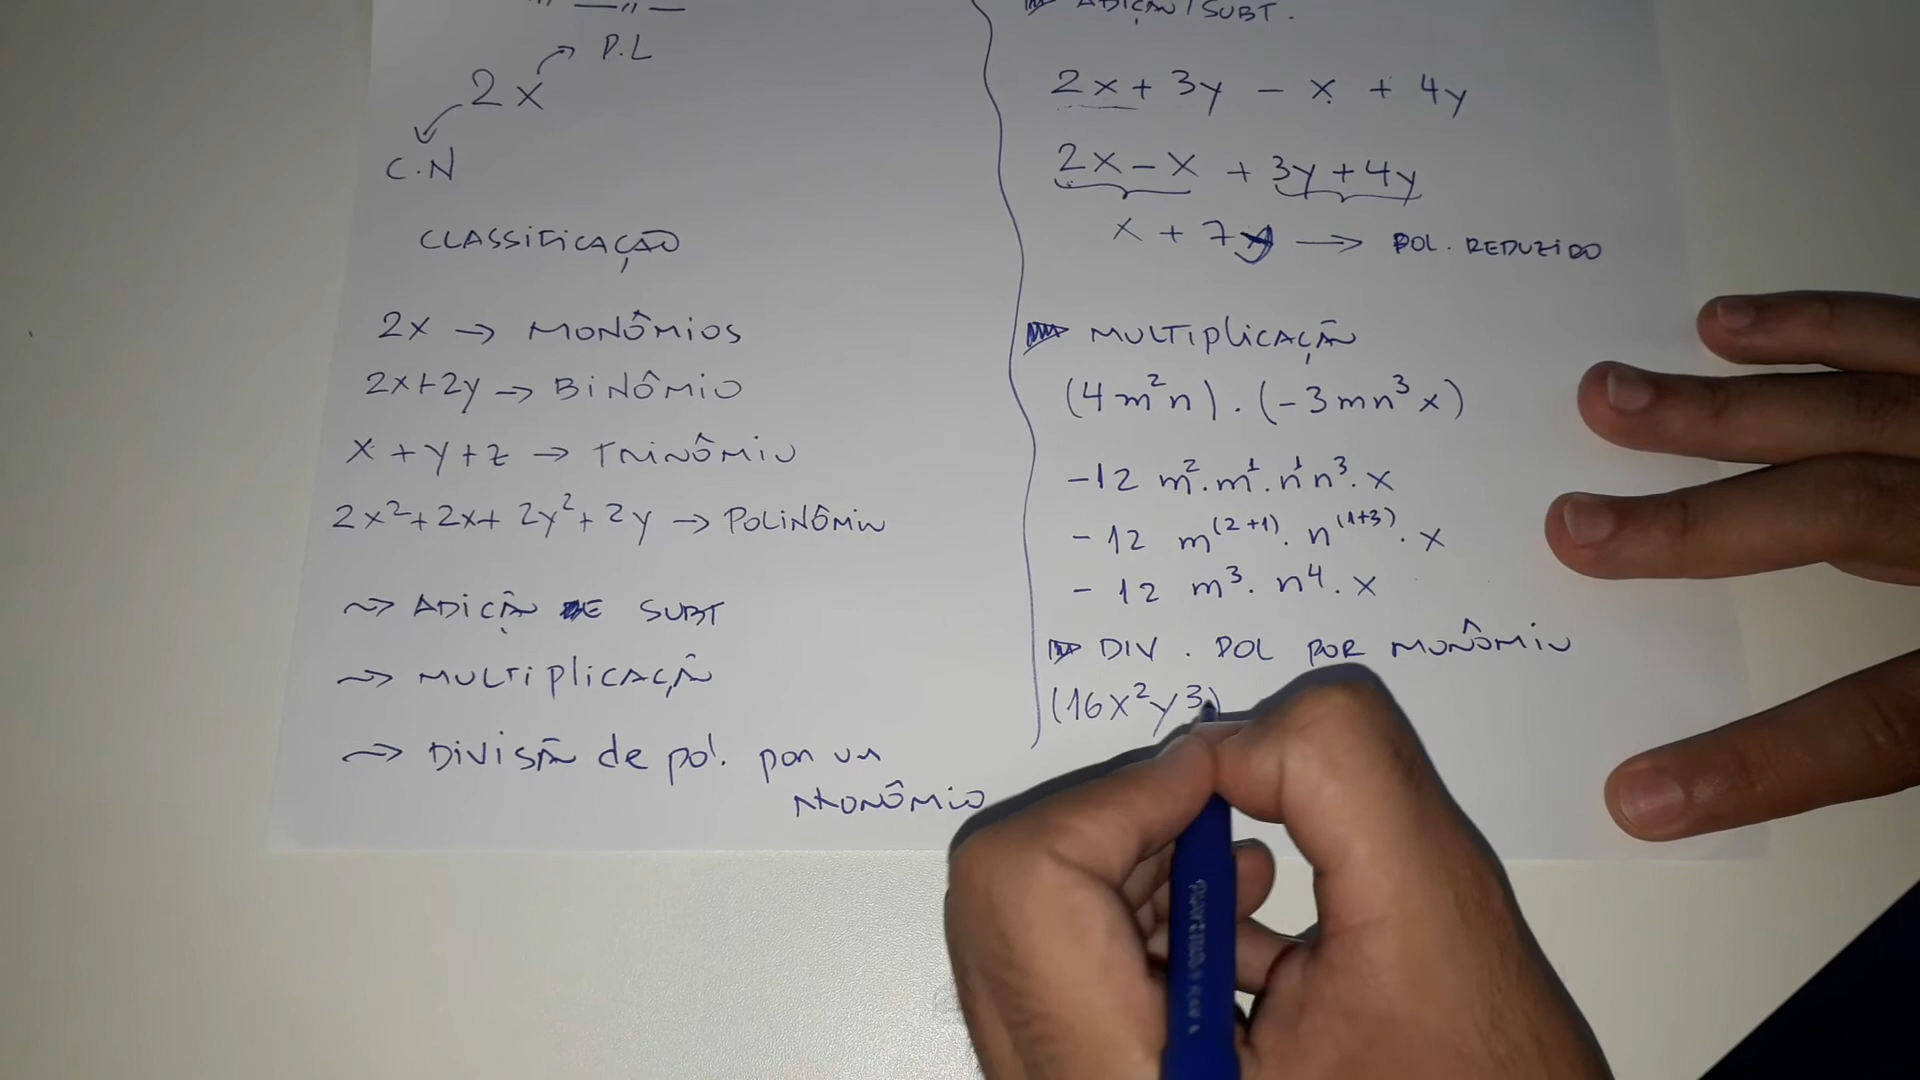 P.L
2x
C.N
CLASSIFICAÇÃO
2x → MONÔMIOS
2x+2y → BINÔMIO
x+y+z → TRINÔMIO
2x²+2x+2y²+2y → POLINÔMIO
~> ADIÇÃO E SUBT
~> MULTIPLICAÇÃO
~> DIVISÃO de pol. por um
MONÔMIO
ADIÇÃO/SUBT.
2x + 3y - x + 4y
2x - x + 3y + 4y
x + 7y → POL. REDUZIDO
MULTIPLICAÇÃO
(4m²n).(-3mn³x)
-12 m².m¹.n¹n³.x
-12 m⁽²⁺¹⁾.n⁽¹⁺³⁾.x
-12 m³.n⁴.x
DIV. POL POR MONÔMIO
(16x²y³)